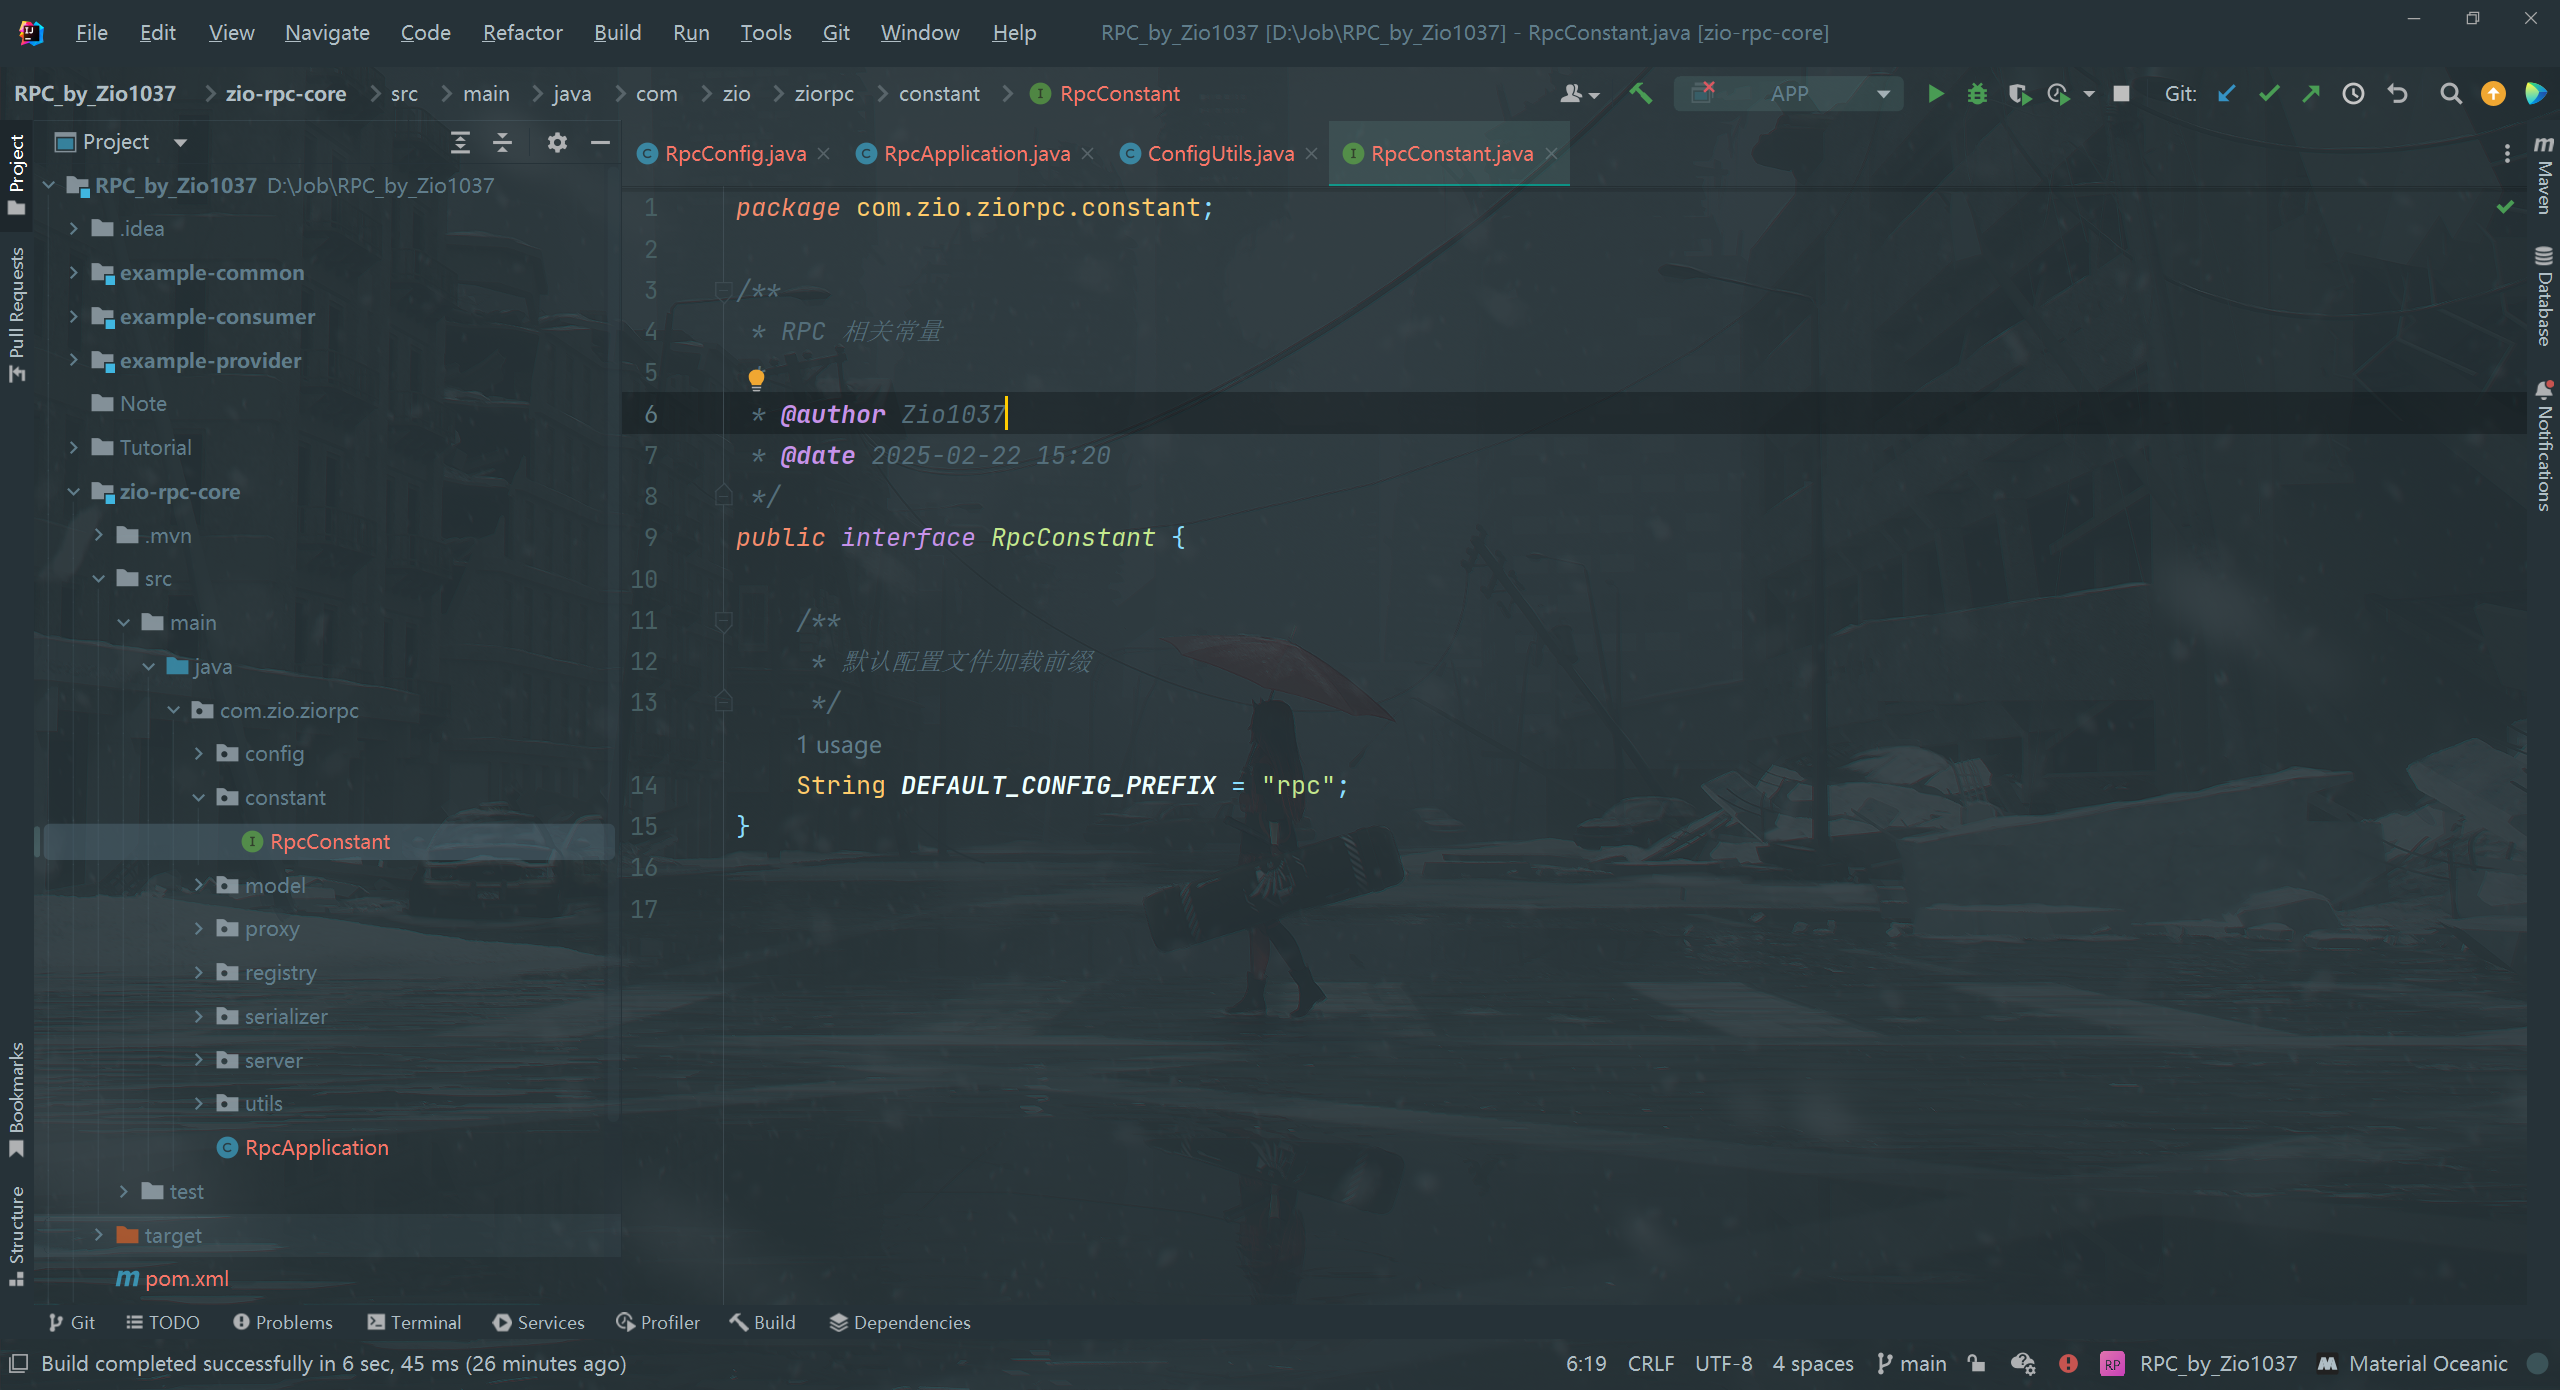 File Edit View Navigate Code Refactor Build Run Tools Git Window Help RPC_by_Zio1037 [D:\Job\RPC_by_Zio1037] - RpcConstant.java [zio-rpc-core]
RPC_by_Zio1037 zio-rpc-core src main java com zio ziorpc constant RpcConstant APP Git:
Project
RpcConfig.java RpcApplication.java ConfigUtils.java RpcConstant.java
RPC_by_Zio1037 D:\Job\RPC_by_Zio1037
.idea
example-common
example-consumer
example-provider
Note
Tutorial
zio-rpc-core
.mvn
src
main
java
com.zio.ziorpc
config
constant
RpcConstant
model
proxy
registry
serializer
server
utils
RpcApplication
test
target
pom.xml
1 package com.zio.ziorpc.constant;
2
3 /**
4 * RPC 相关常量
5
6 * @author Zio1037
7 * @date 2025-02-22 15:20
8 */
9 public interface RpcConstant {
10
11 /**
12 * 默认配置文件加载前缀
13 */
1 usage
14 String DEFAULT_CONFIG_PREFIX = "rpc";
15 }
16
17
Project
Pull Requests
Bookmarks
Structure
Maven
Database
Notifications
Git TODO Problems Terminal Services Profiler Build Dependencies
Build completed successfully in 6 sec, 45 ms (26 minutes ago) 6:19 CRLF UTF-8 4 spaces main RP RPC_by_Zio1037 Material Oceanic